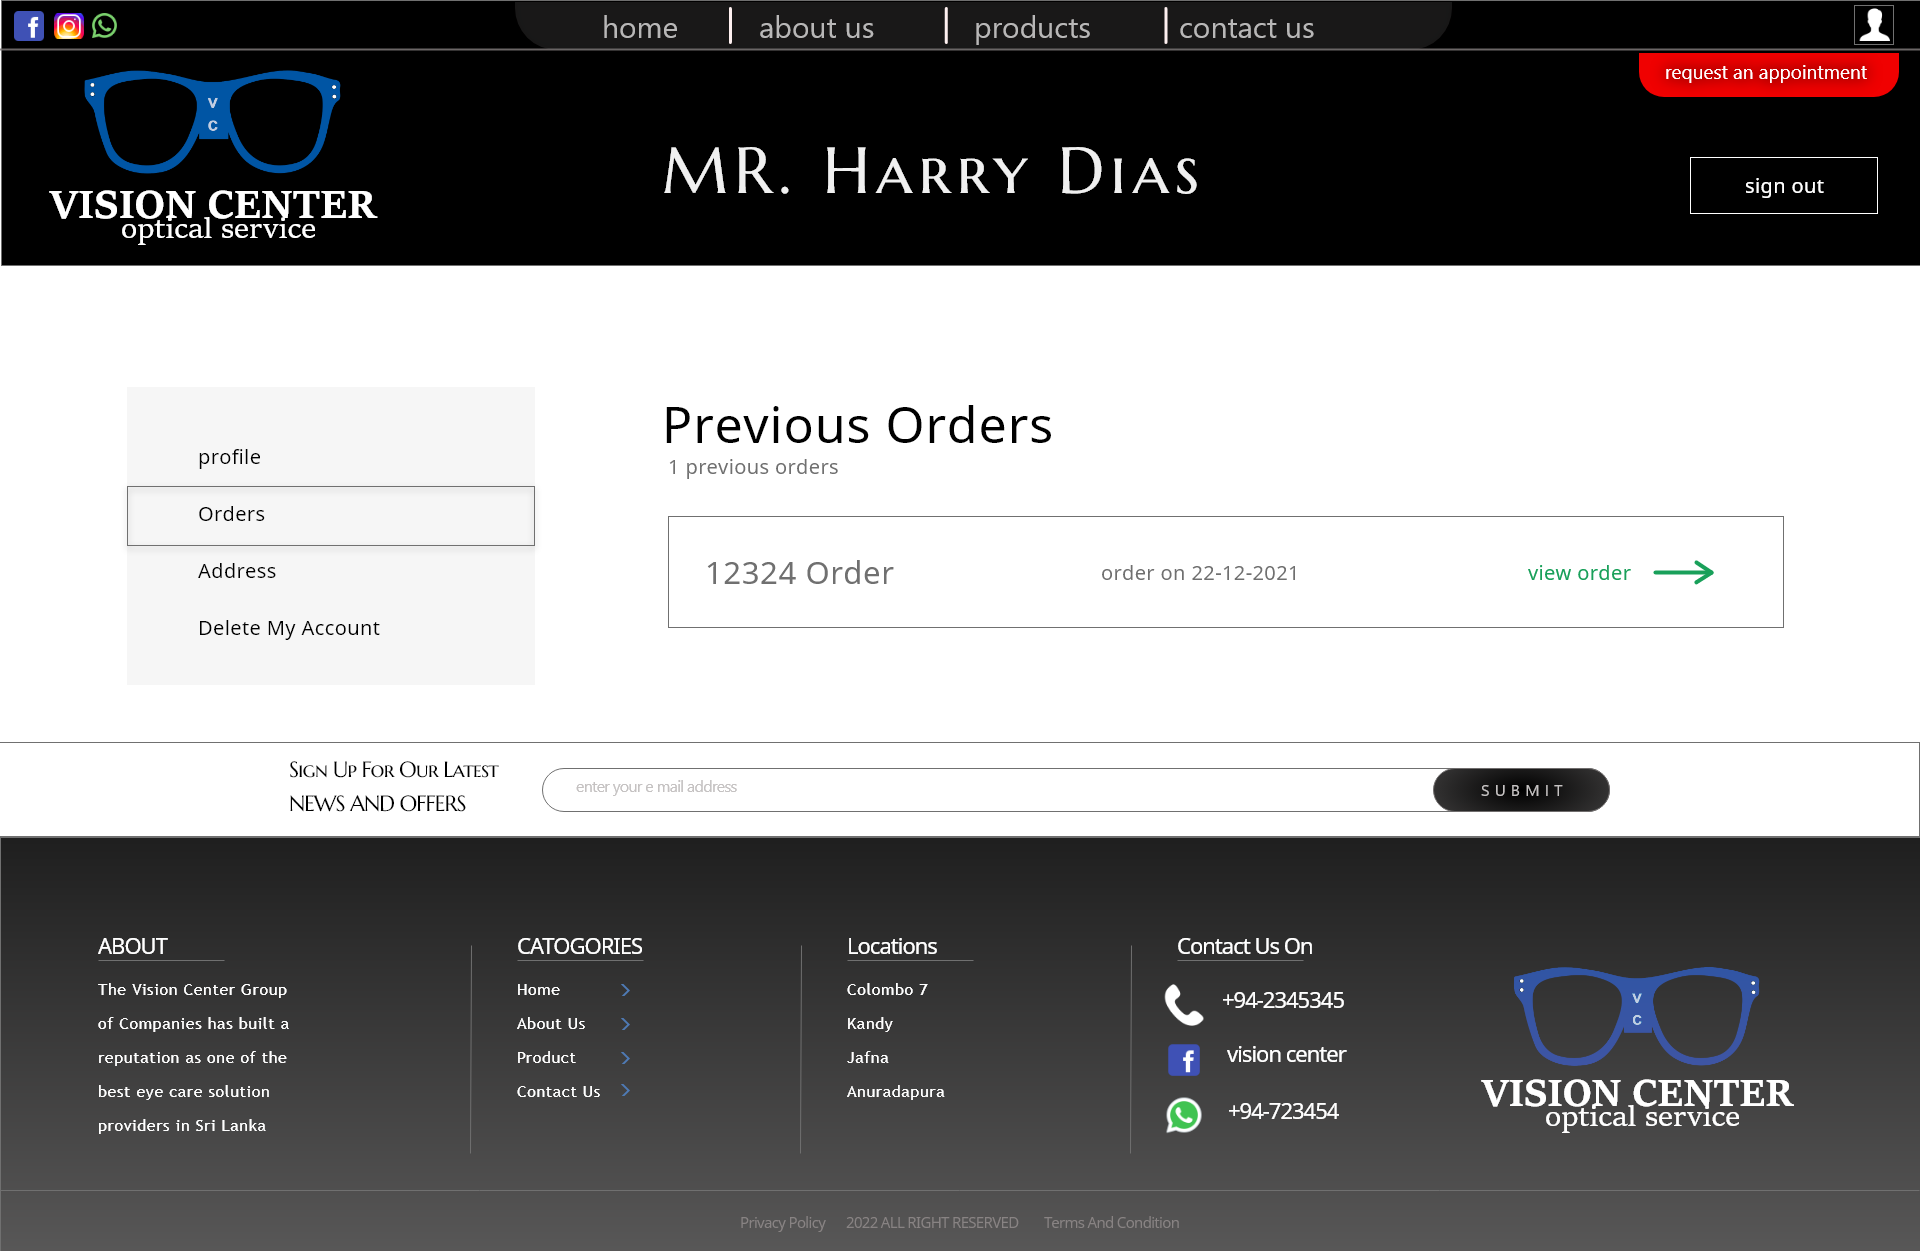 home
about us
products
contact us
request an appointment
V
C
VISION CENTER
optical service
MR. Harry Dias
sign out
profile
Orders
Address
Delete My Account
Previous Orders
1 previous orders
12324 Order
order on 22-12-2021
view order
Sign Up For Our Latest
NEWS AND OFFERS
enter your e mail address
SUBMIT
ABOUT
The Vision Center Group
of Companies has built a
reputation as one of the
best eye care solution
providers in Sri Lanka
CATOGORIES
Home
About Us
Product
Contact Us
Locations
Colombo 7
Kandy
Jafna
Anuradapura
Contact Us On
+94-2345345
vision center
+94-723454
V
C
VISION CENTER
optical service
Privacy Policy
2022 ALL RIGHT RESERVED
Terms And Condition